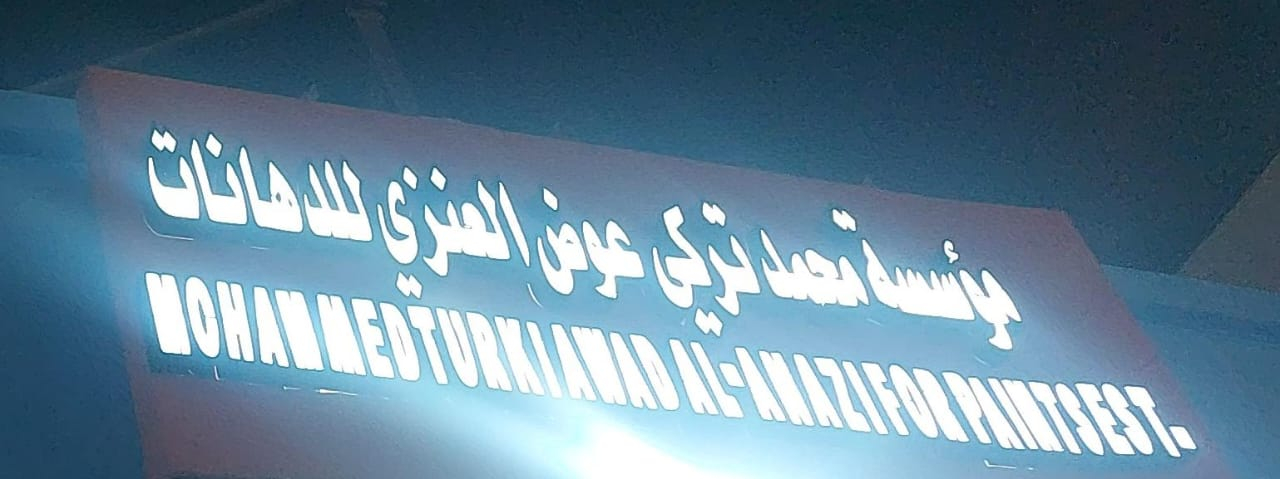 مؤسسة محمد تركي عوض العنزي للدهانات
MOHAMMED TURKI AWAD AL-ANAZI FOR PAINTS EST.